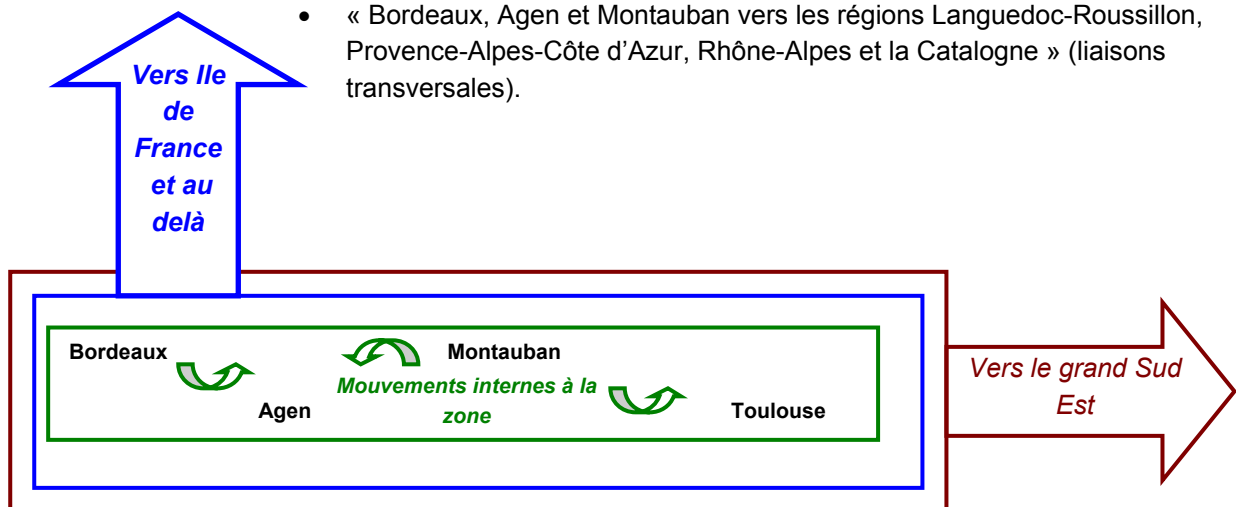 • « Bordeaux, Agen et Montauban vers les régions Languedoc-Roussillon,
Provence-Alpes-Côte d’Azur, Rhône-Alpes et la Catalogne » (liaisons
transversales).
Vers Ile
de
France
et au
delà
Bordeaux
Montauban
Mouvements internes à la
zone
Agen
Toulouse
Vers le grand Sud
Est